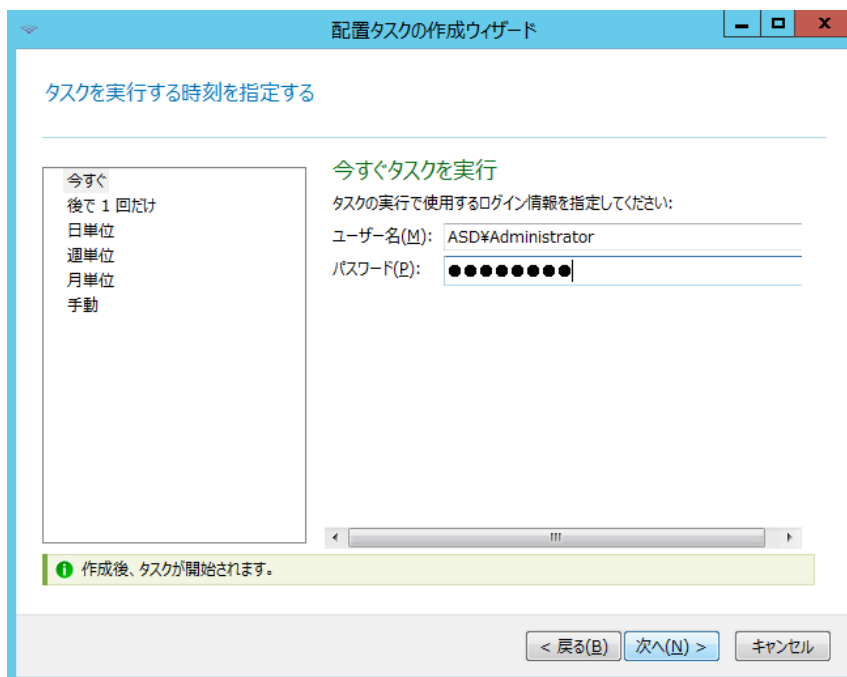 配置タスクの作成ウィザード
タスクを実行する時刻を指定する
今すぐ
後で 1 回だけ
日単位
週単位
月単位
手動
今すぐタスクを実行
タスクの実行で使用するログイン情報を指定してください:
ユーザー名(M): ASD¥Administrator
パスワード(P): ●●●●●●●●
作成後、タスクが開始されます。
< 戻る(B) 次へ(N) > キャンセル